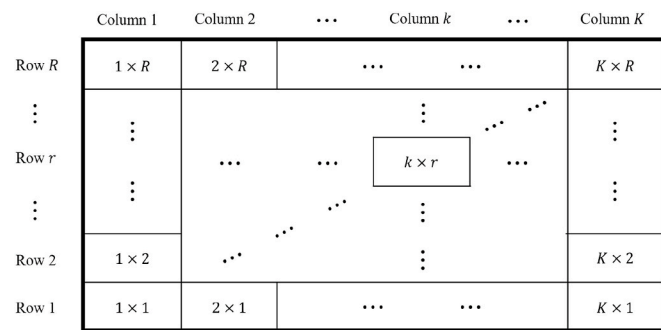 Column 1 Column 2 ⋯ Column k ⋯ Column K
Row R 1 × R 2 × R ⋯ ⋯ K × R
⋮ ⋮ ⋮ ⋰ ⋰ ⋮
Row r ⋯ ⋯ k × r ⋯
⋮ ⋮ ⋰ ⋮ ⋮
⋰
Row 2 1 × 2 ⋰ ⋮ K × 2
Row 1 1 × 1 2 × 1 ⋯ ⋯ K × 1